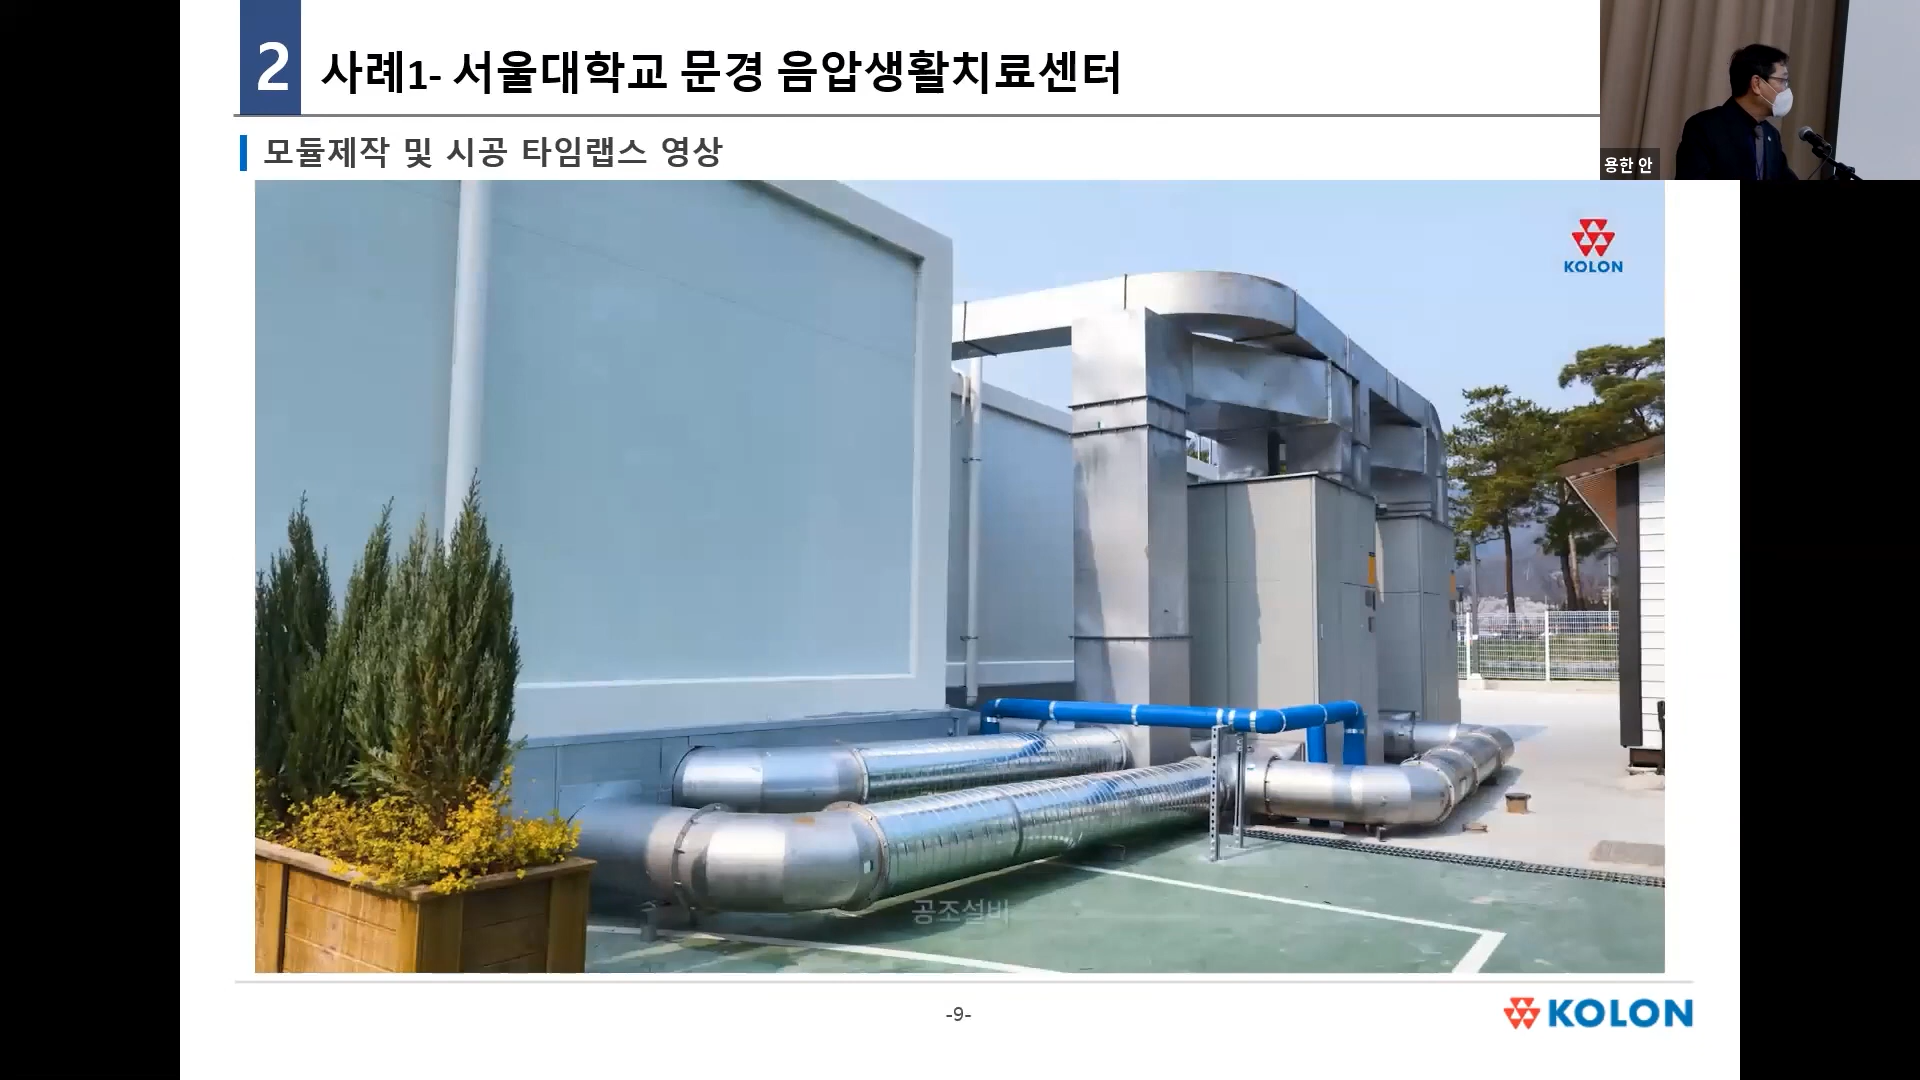 2
사례1- 서울대학교 문경 음압생활치료센터
용한 안
모듈제작 및 시공 타임랩스 영상
KOLON
공조설비
-9-
KOLON